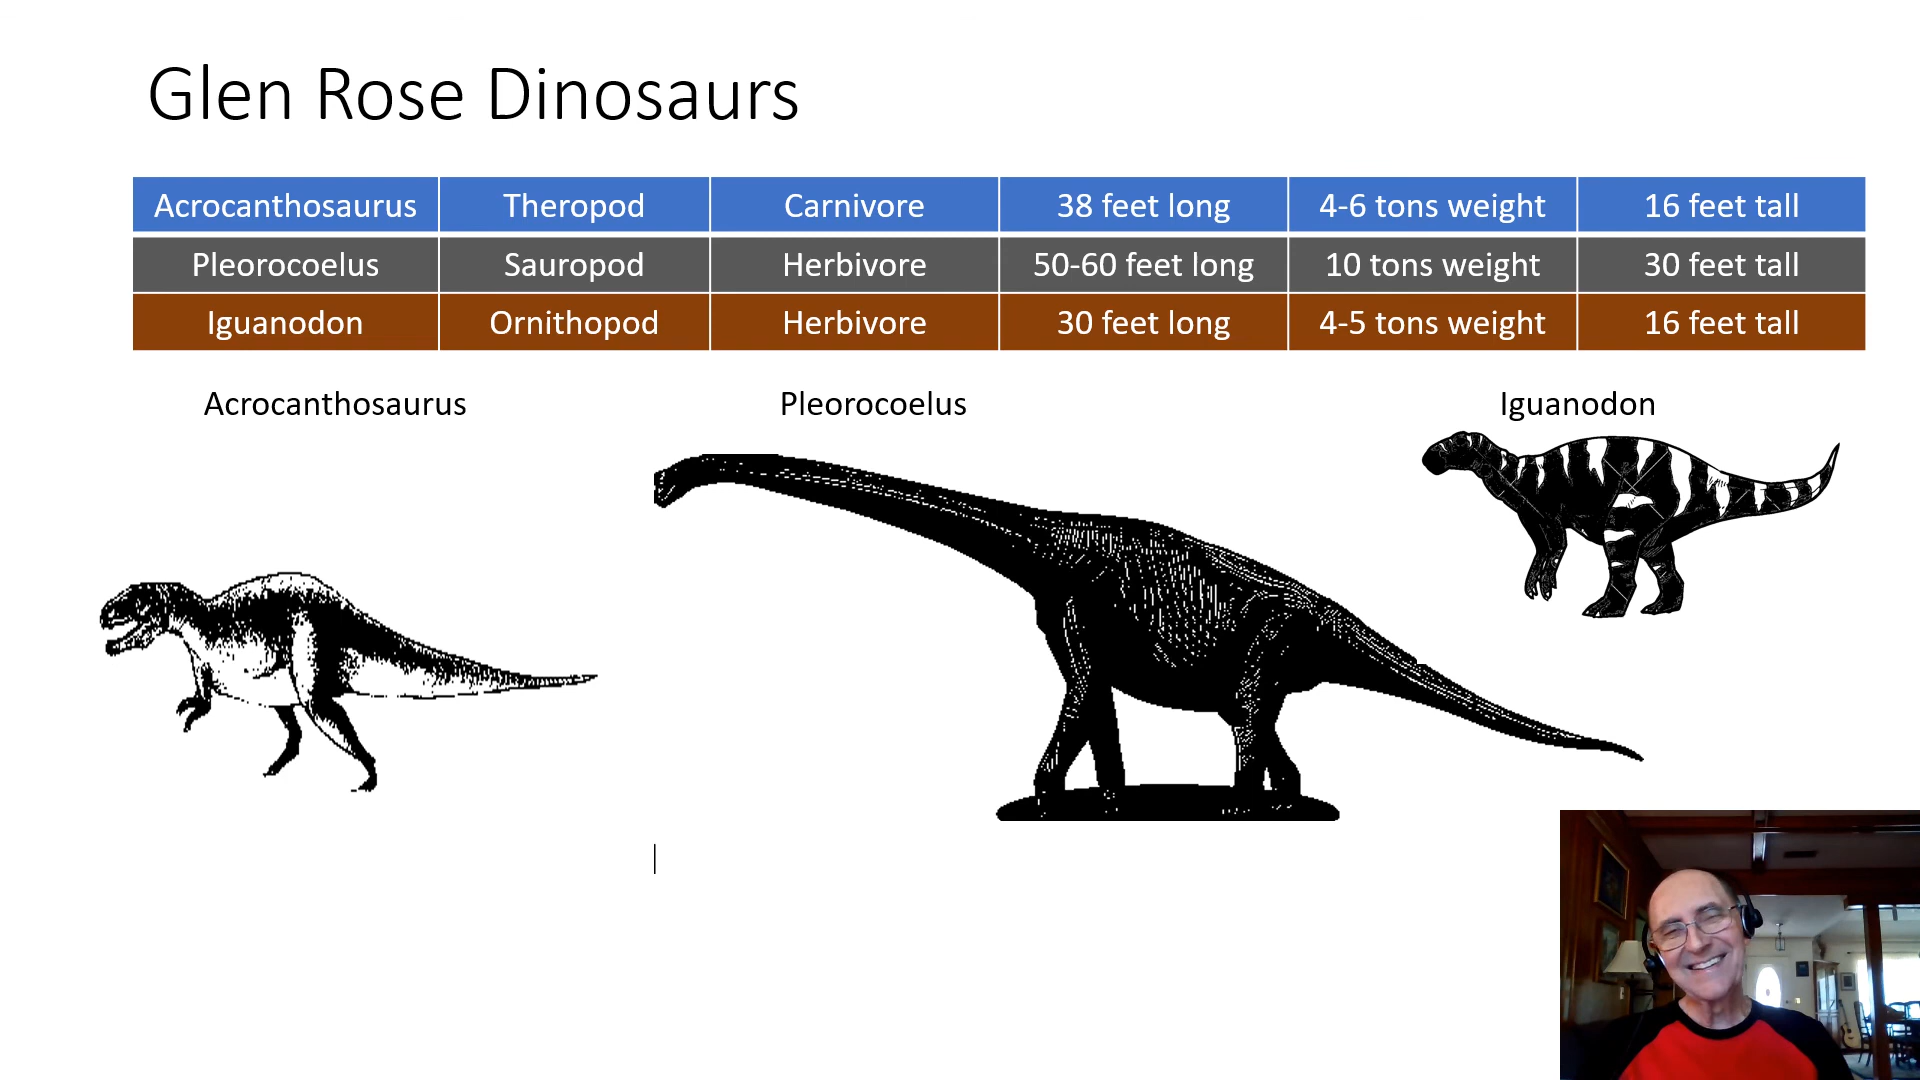 Glen Rose Dinosaurs
Acrocanthosaurus Theropod Carnivore 38 feet long 4-6 tons weight 16 feet tall
Pleorocoelus Sauropod Herbivore 50-60 feet long 10 tons weight 30 feet tall
Iguanodon Ornithopod Herbivore 30 feet long 4-5 tons weight 16 feet tall
Acrocanthosaurus Pleorocoelus Iguanodon